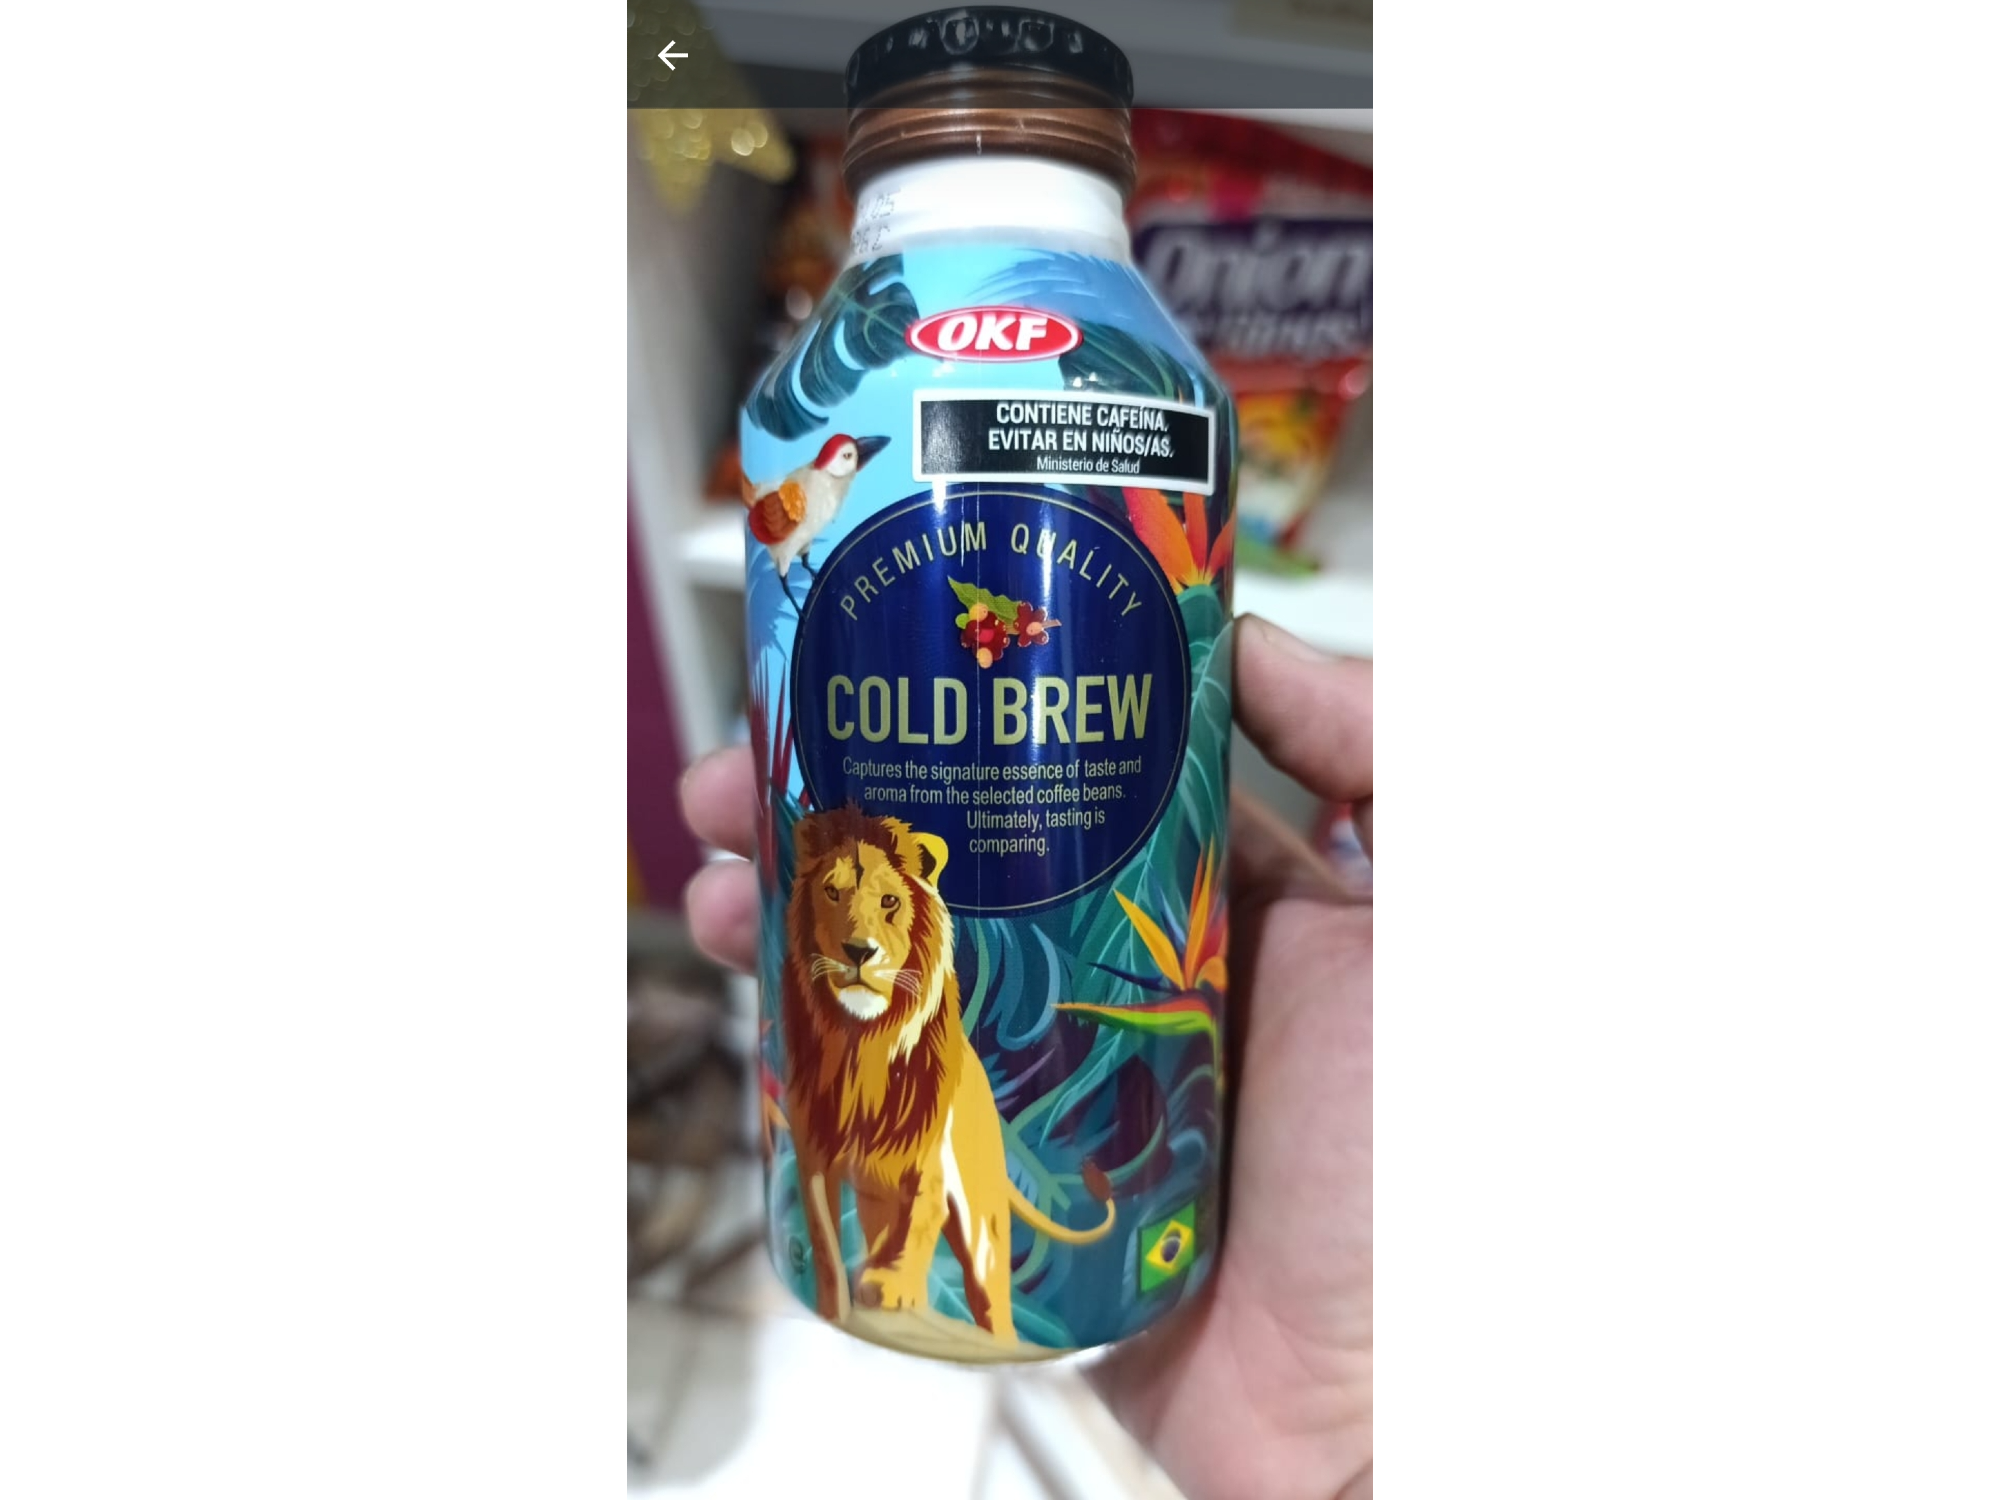 OKF
CONTIENE CAFEÍNA.
EVITAR EN NIÑOS/AS.
Ministerio de Salud
PREMIUM QUALITY
COLD BREW
Captures the signature essence of taste and
aroma from the selected coffee beans.
Ultimately, tasting is
comparing.
Onion